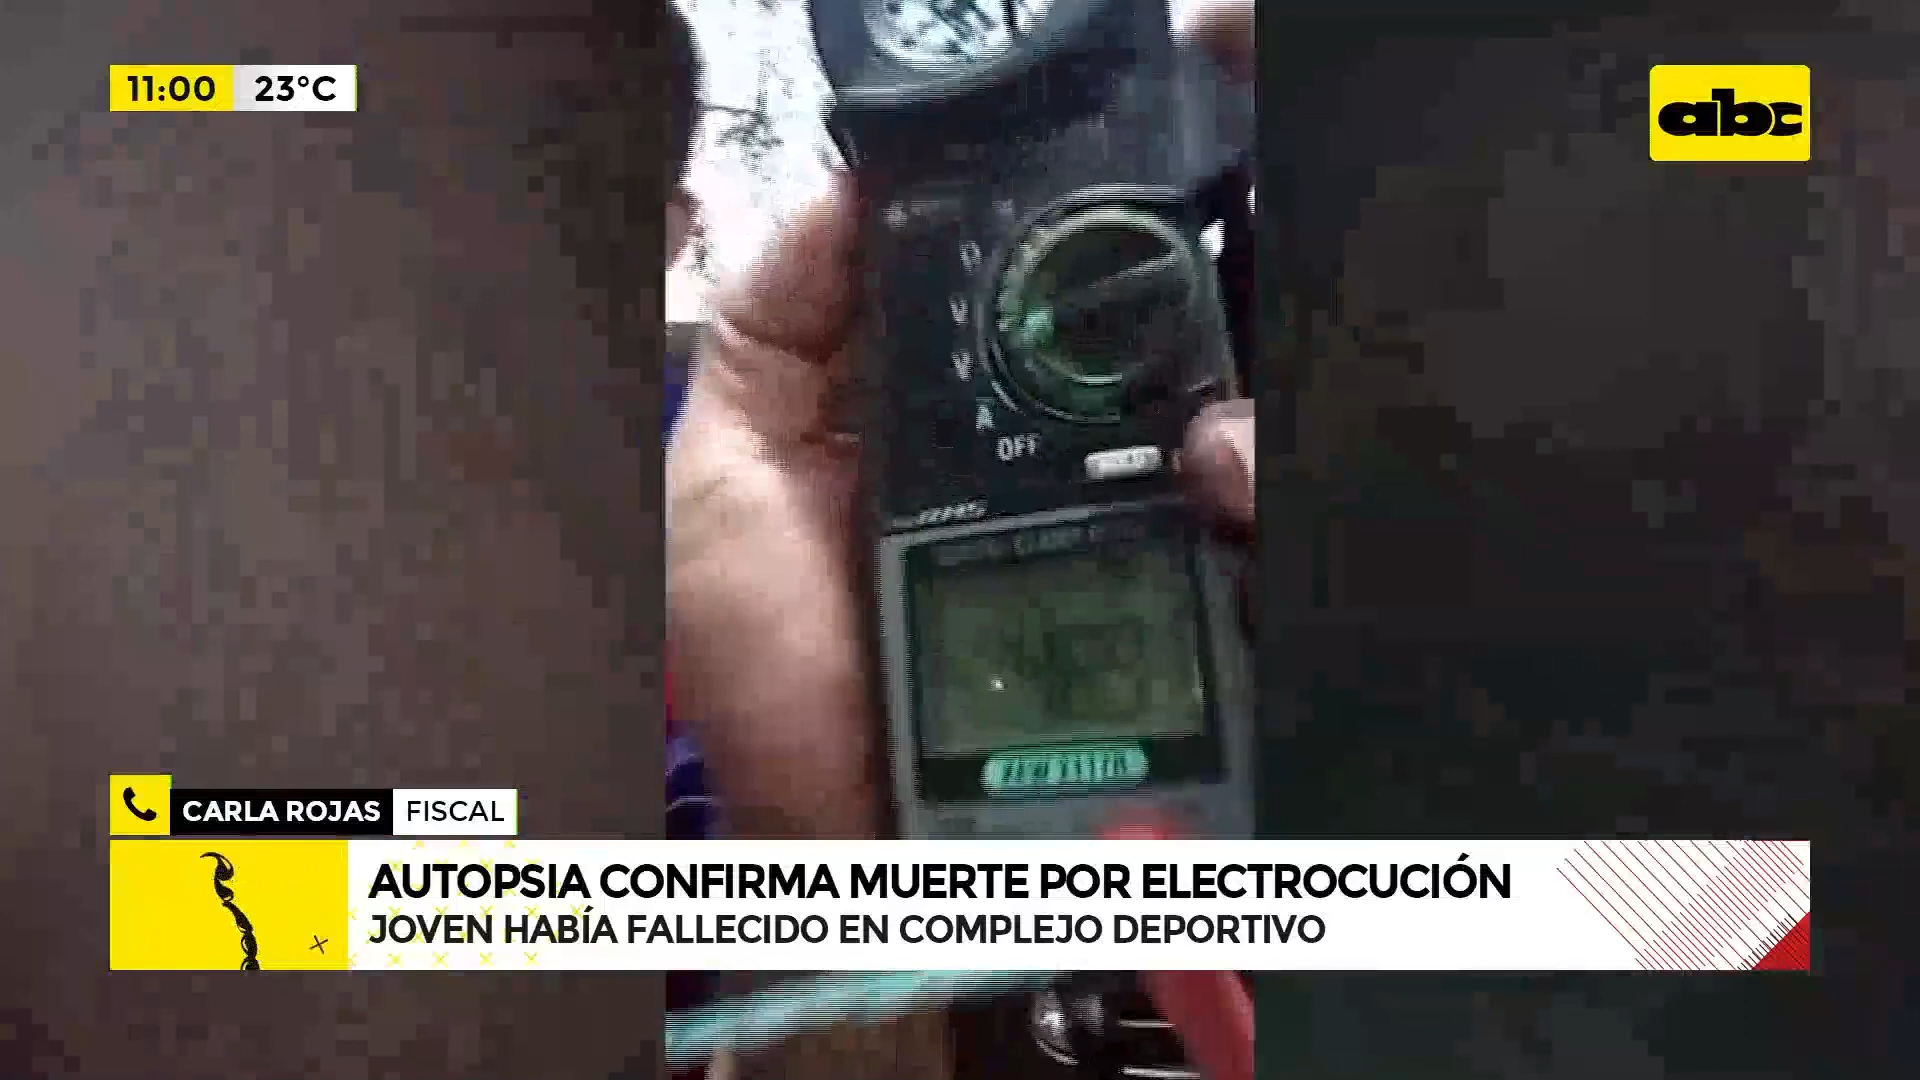 11:00 23°C
abc
V
V
A
OFF
CARLA ROJAS FISCAL
AUTOPSIA CONFIRMA MUERTE POR ELECTROCUCIÓN
JOVEN HABÍA FALLECIDO EN COMPLEJO DEPORTIVO